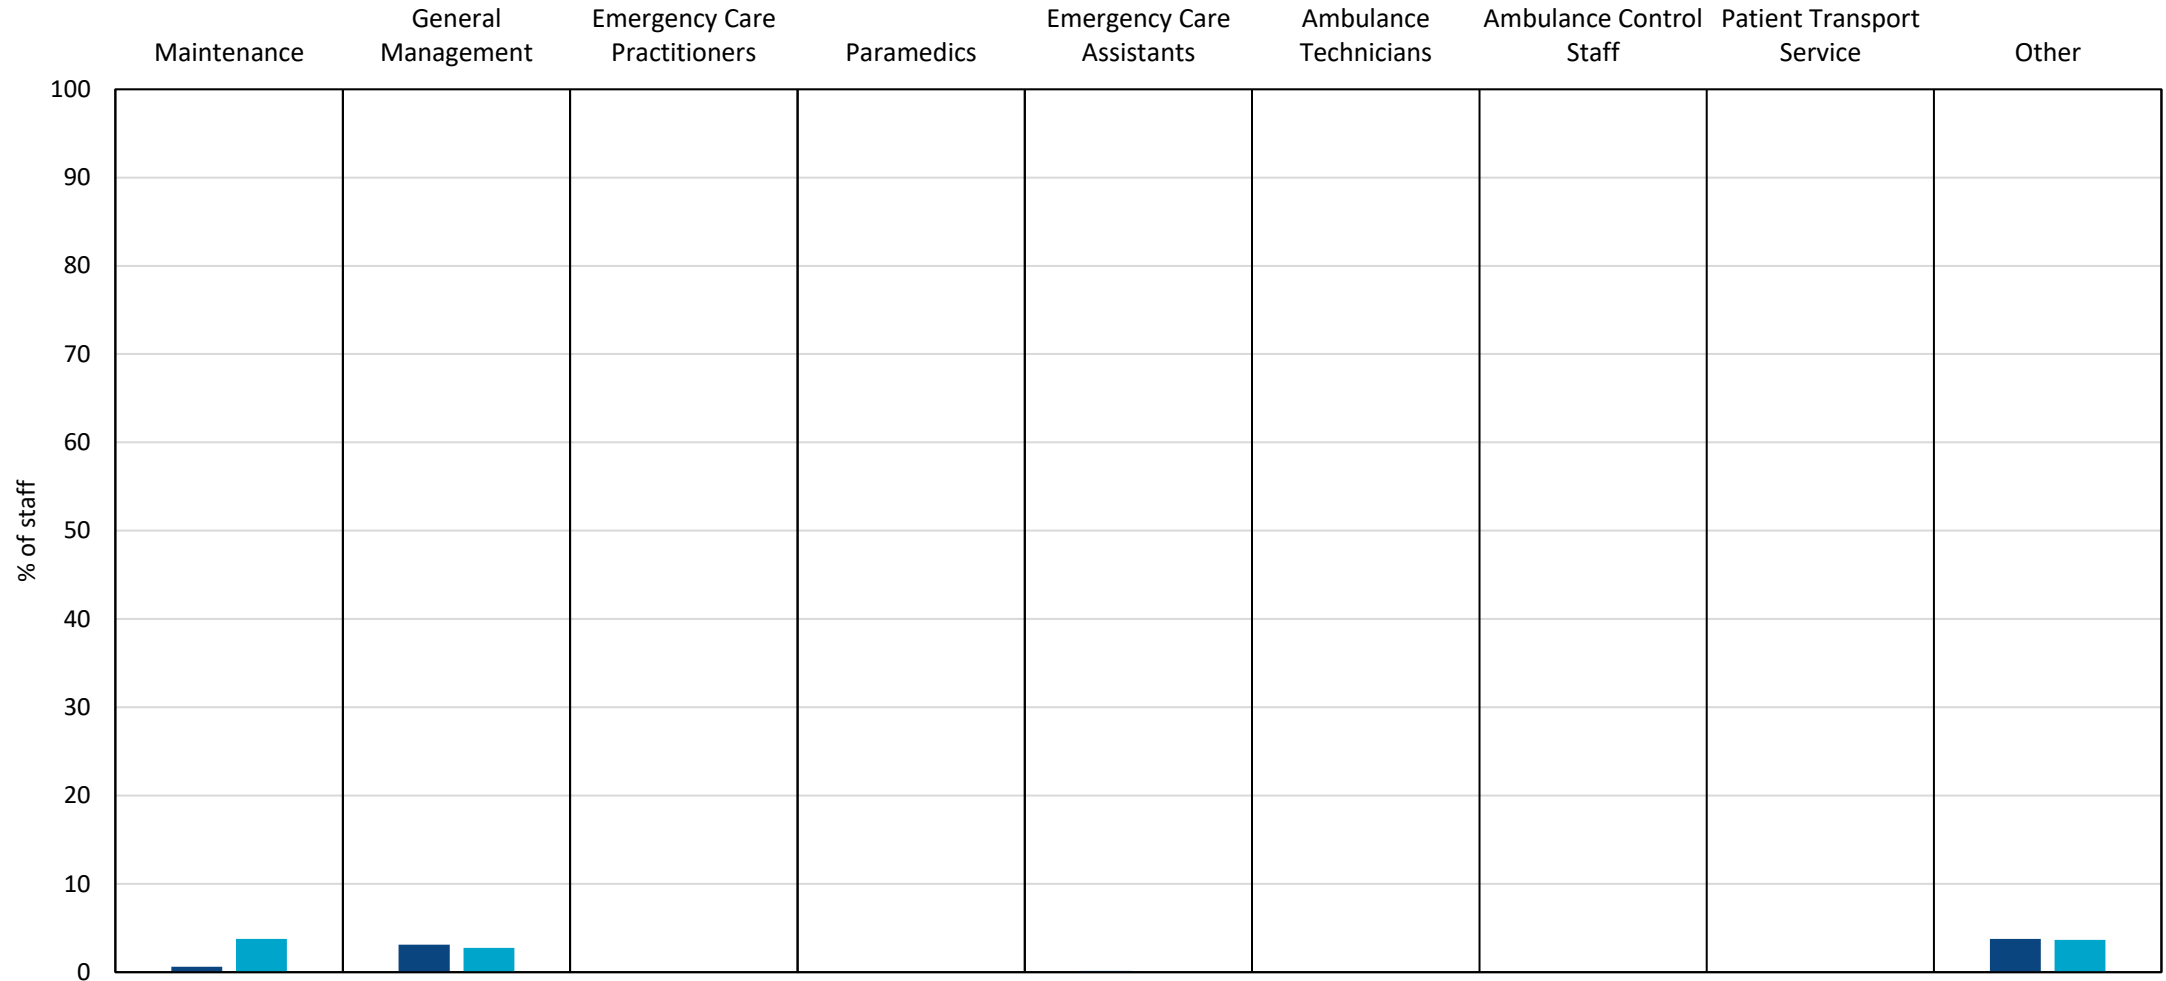 Maintenance
General
Management
Emergency Care
Practitioners
Paramedics
Emergency Care
Assistants
Ambulance
Technicians
Ambulance Control
Staff
Patient Transport
Service
Other
% of staff
100
90
80
70
60
50
40
30
20
10
0